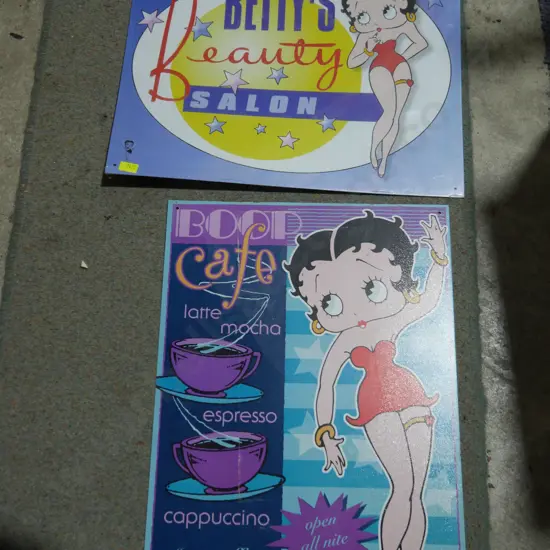 BETTY'S
Beauty
SALON
BOOP
cafe
latte
mocha
espresso
cappuccino
open
all nite